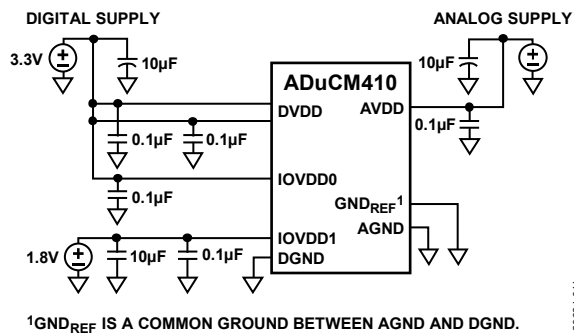 DIGITAL SUPPLY
ANALOG SUPPLY
3.3V
10µF
10µF
ADuCM410
DVDD
AVDD
0.1µF
0.1µF
0.1µF
IOVDD0
0.1µF
GNDREF1
AGND
IOVDD1
1.8V
10µF
0.1µF
DGND
1GNDREF IS A COMMON GROUND BETWEEN AGND AND DGND.